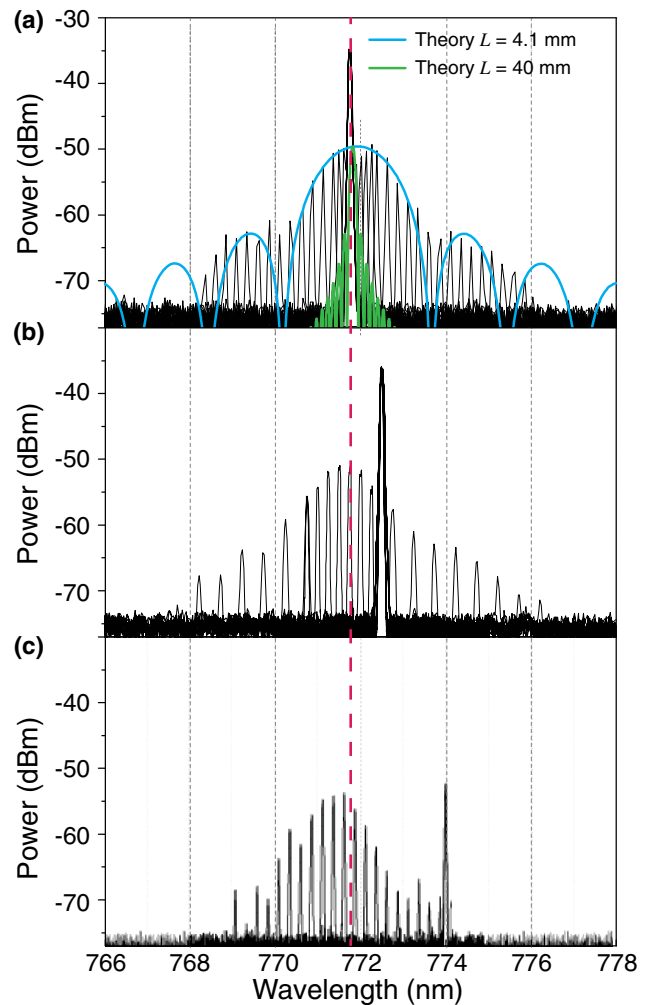 (a)
-30
-40
-50
-60
-70
Power (dBm)
Theory L = 4.1 mm
Theory L = 40 mm
(b)
-40
-50
-60
-70
Power (dBm)
(c)
-40
-50
-60
-70
Power (dBm)
766 768 770 772 774 776 778
Wavelength (nm)